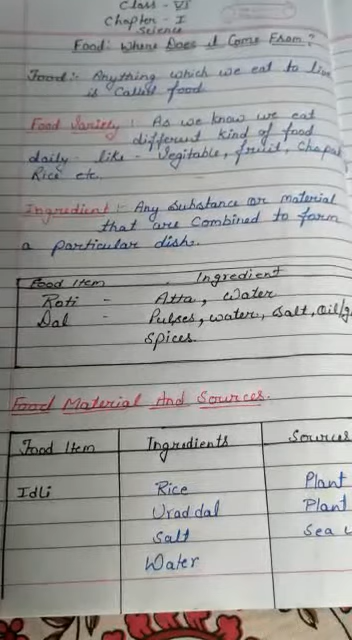 Class - VI
Chapter - I
Science
Food: Where Does it Come From?
Food:- Anything which we eat to live
is Called food.
Food Variety: As we know we eat
different kind of food
daily. like - Vegitable, fruit, Chapati
Rice etc.
Ingredient:- Any Substance or material
that are Combined to form
a particular dish.
Food Item Ingredient
Roti - Atta, Water
Dal - Pulses, water, Salt, Oil/g
Spices.
Food Material And Sources.
Food Item Ingredients Sources
Idli Rice Plant
Urad dal Plant
Salt Sea
Water